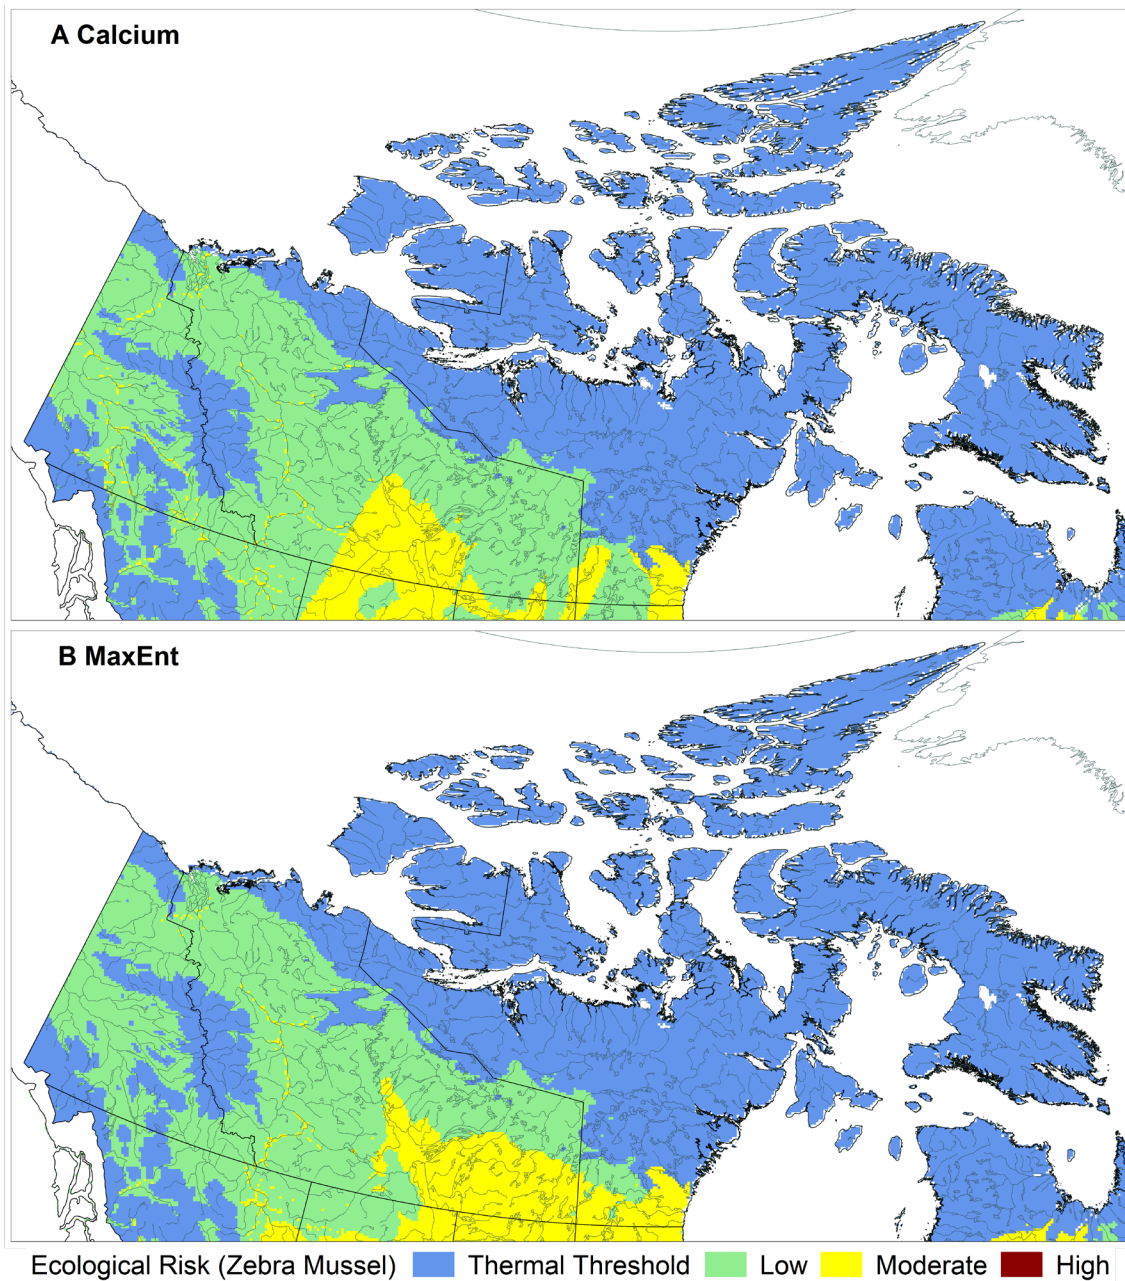 A Calcium
B MaxEnt
Ecological Risk (Zebra Mussel) Thermal Threshold Low Moderate High